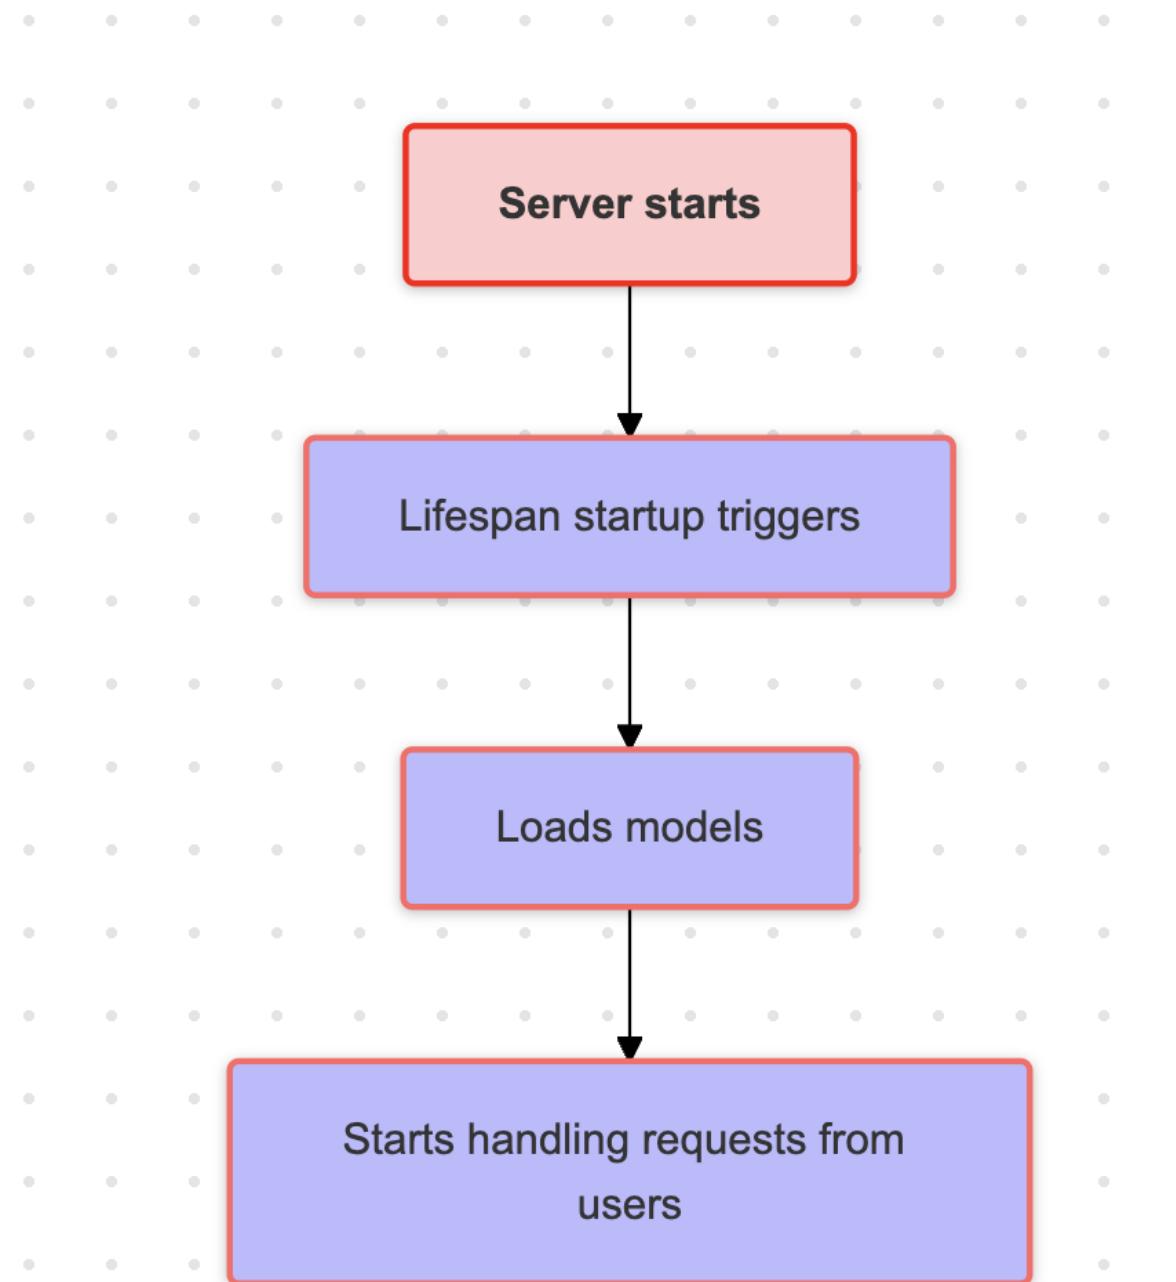 Server starts
Lifespan startup triggers
Loads models
Starts handling requests from
users